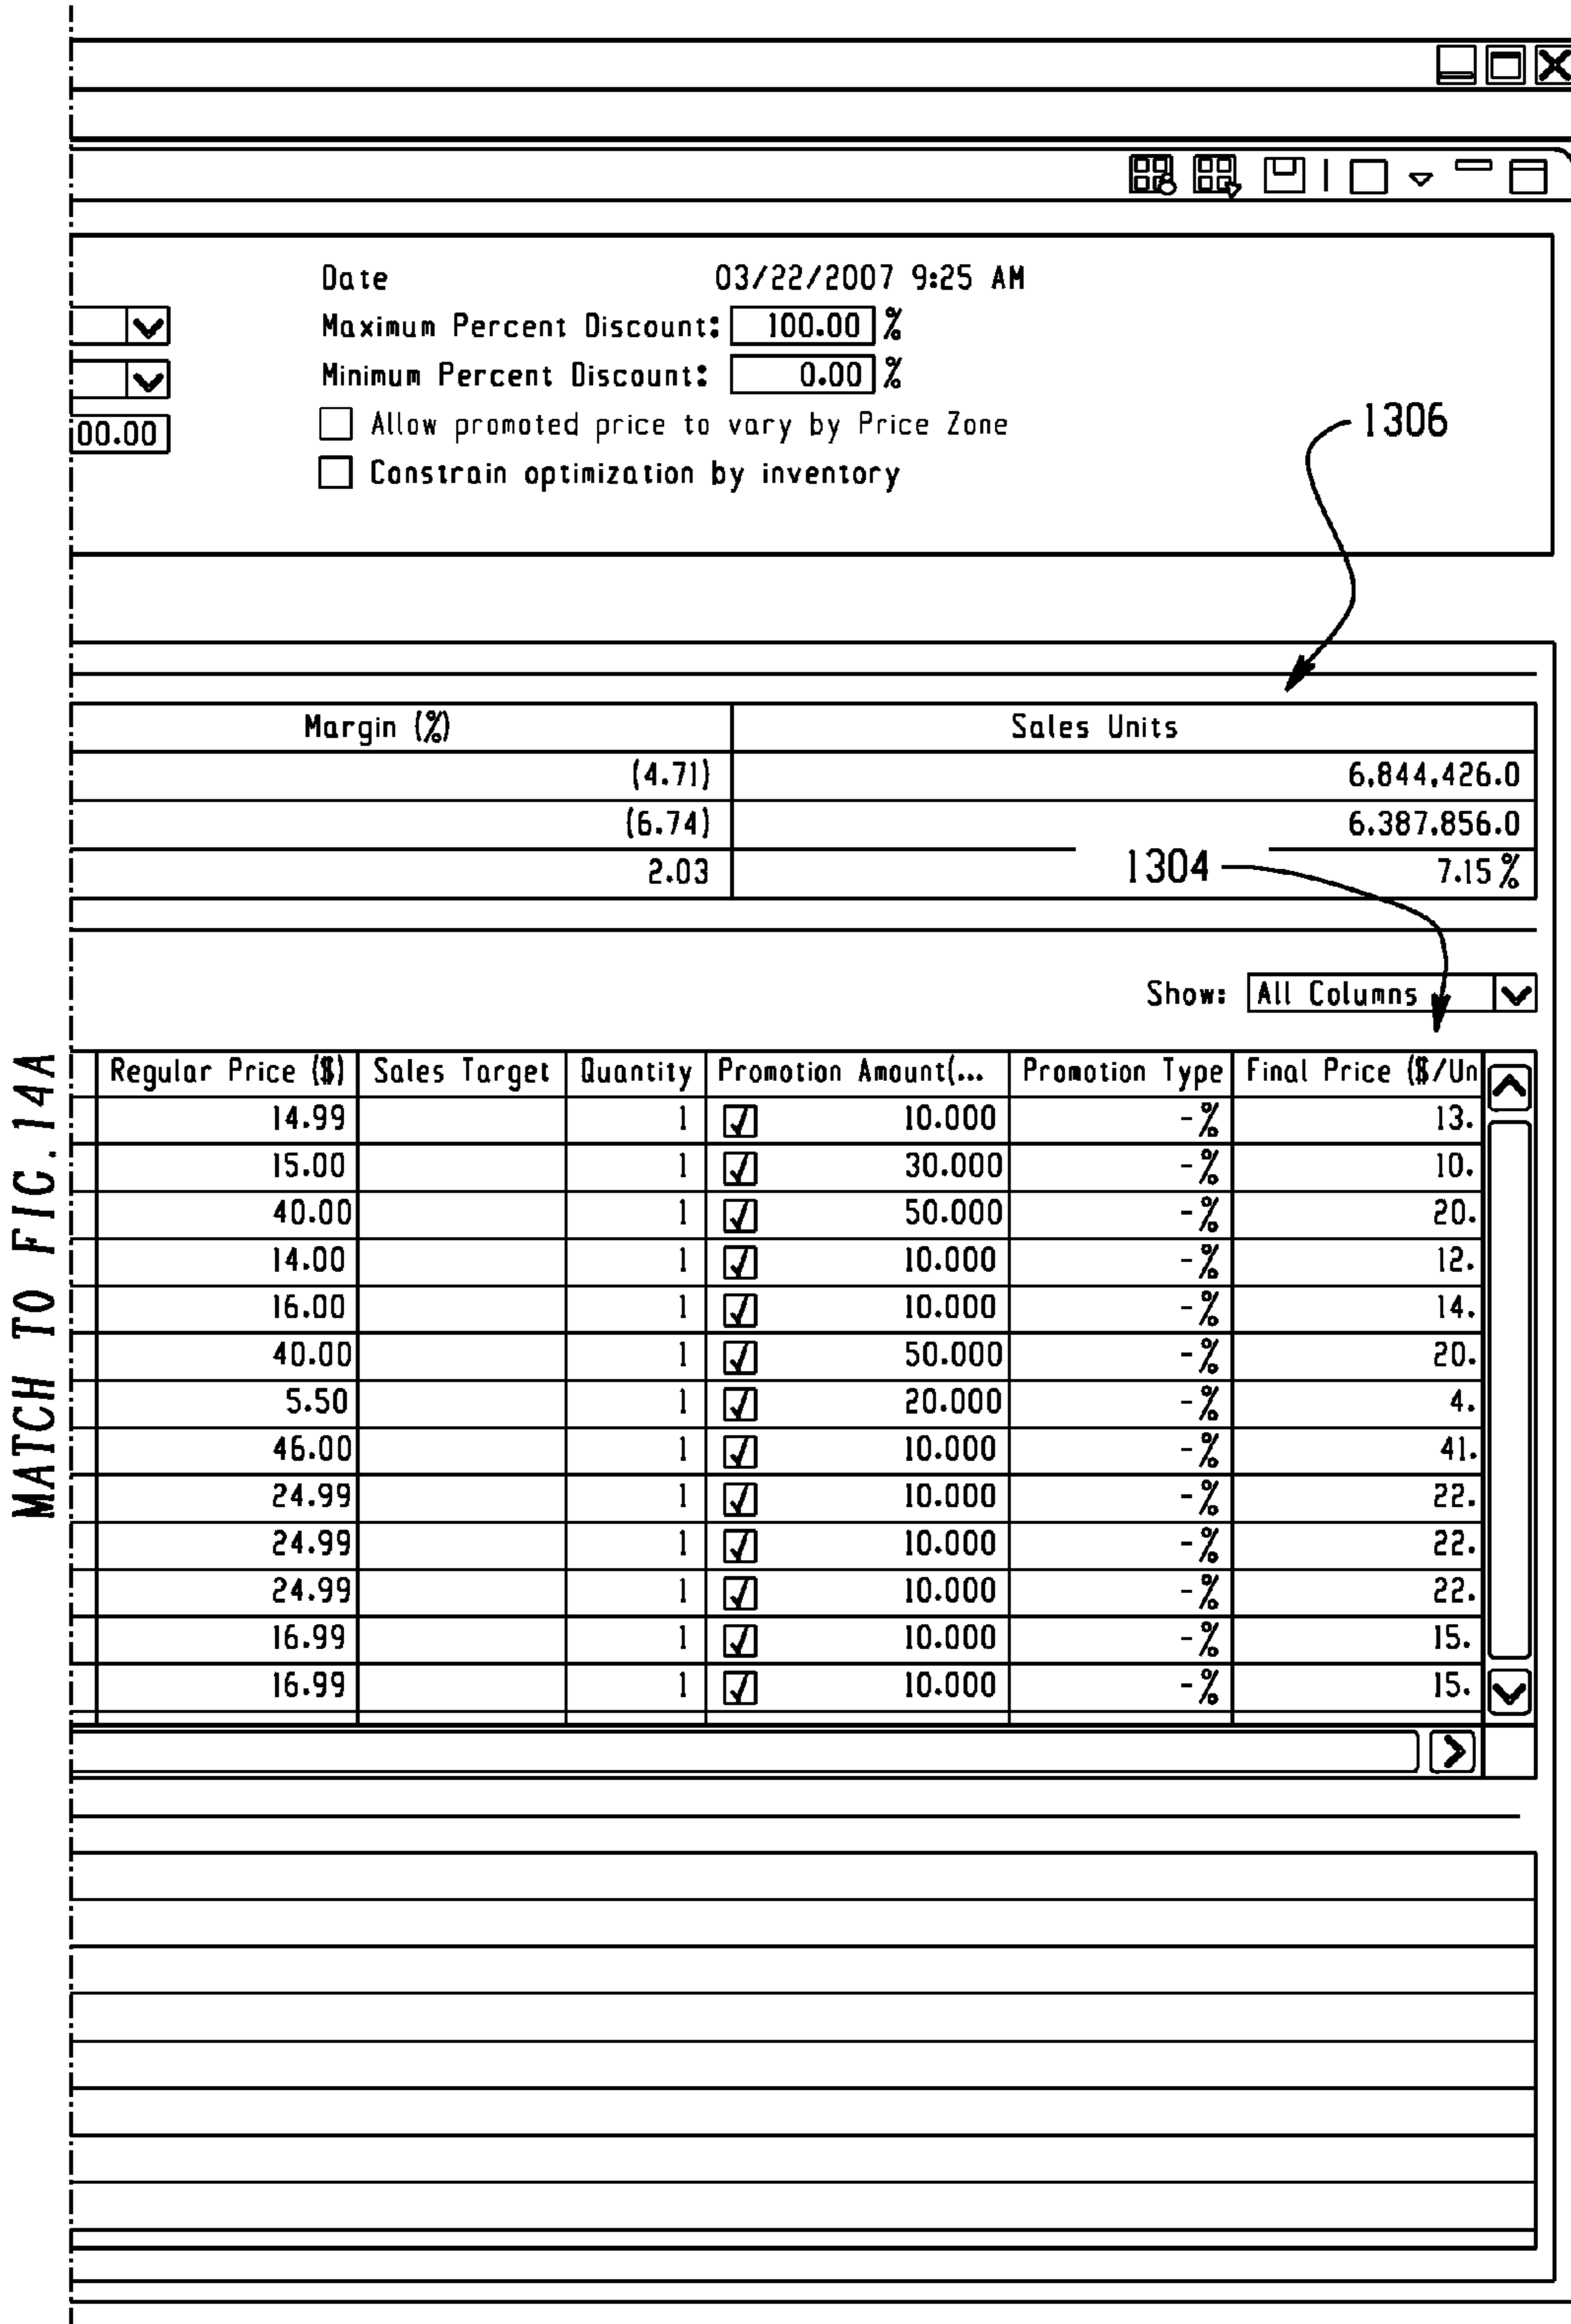 Date 03/22/2007 9:25 AM
Maximum Percent Discount: 100.00 %
Minimum Percent Discount: 0.00 %
00.00 Allow promoted price to vary by Price Zone
1306
Constrain optimization by inventory
Margin (%) Sales Units
(4.71) 6,844,426.0
(6.74) 6,387,856.0
2.03 7.15 %
1304
Show: All Columns
Regular Price ($) Sales Target Quantity Promotion Amount(... Promotion Type Final Price ($/Un
14.99 1 10.000 -% 13.
15.00 1 30.000 -% 10.
40.00 1 50.000 -% 20.
14.00 1 10.000 -% 12.
16.00 1 10.000 -% 14.
40.00 1 50.000 -% 20.
5.50 1 20.000 -% 4.
46.00 1 10.000 -% 41.
24.99 1 10.000 -% 22.
24.99 1 10.000 -% 22.
24.99 1 10.000 -% 22.
16.99 1 10.000 -% 15.
16.99 1 10.000 -% 15.
MATCH TO FIG.14A